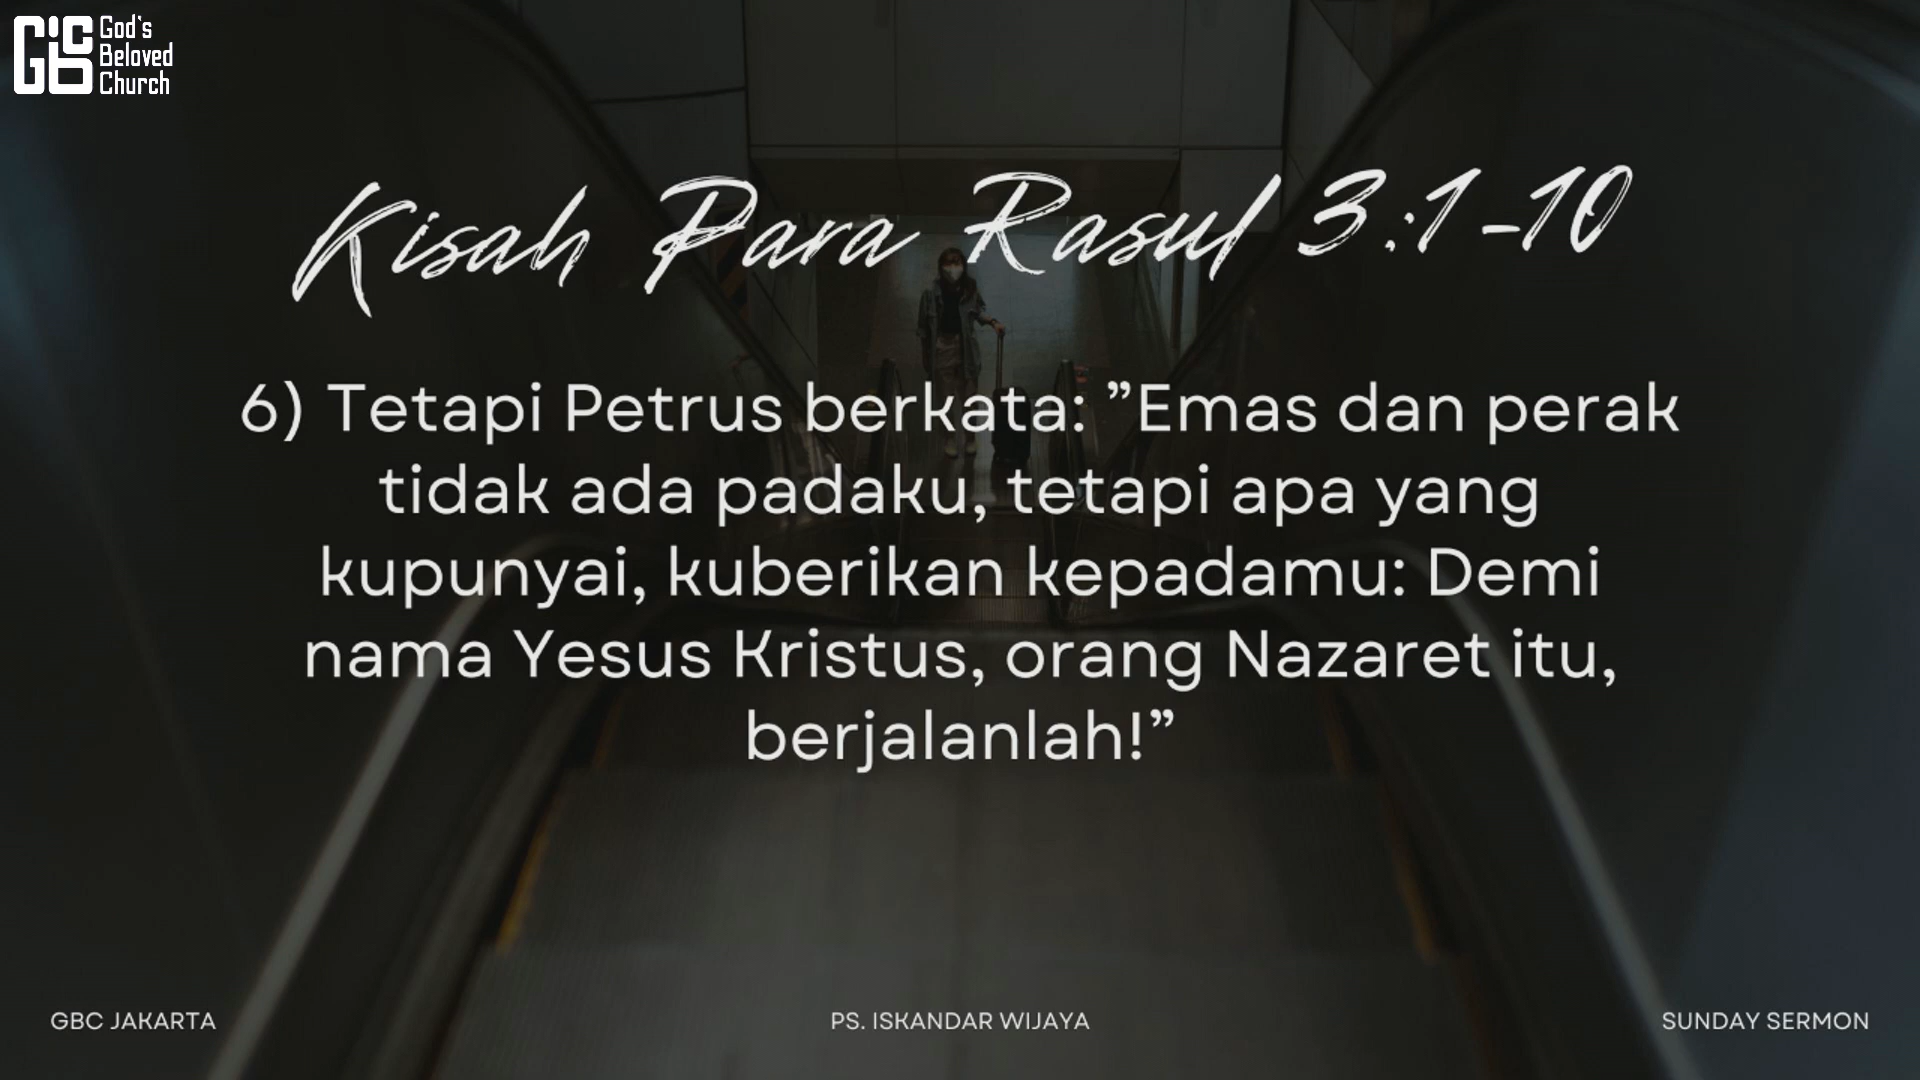 God's
Beloved
Church
Kisah Para Rasul 3:1-10
6) Tetapi Petrus berkata: ”Emas dan perak
tidak ada padaku, tetapi apa yang
kupunyai, kuberikan kepadamu: Demi
nama Yesus Kristus, orang Nazaret itu,
berjalanlah!”
GBC JAKARTA
PS. ISKANDAR WIJAYA
SUNDAY SERMON